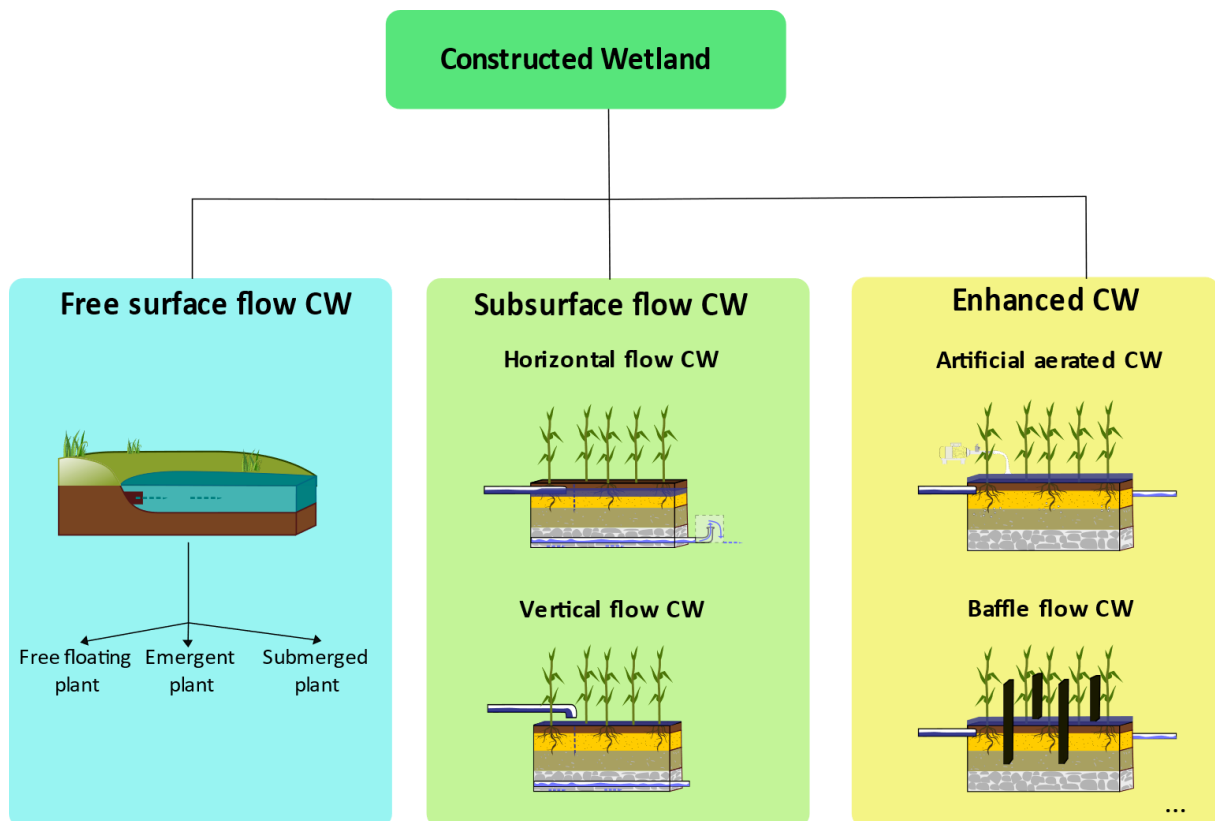 Constructed Wetland
Free surface flow CW
Free floating
plant
Emergent
plant
Submerged
plant
Subsurface flow CW
Horizontal flow CW
Vertical flow CW
Enhanced CW
Artificial aerated CW
Baffle flow CW
...